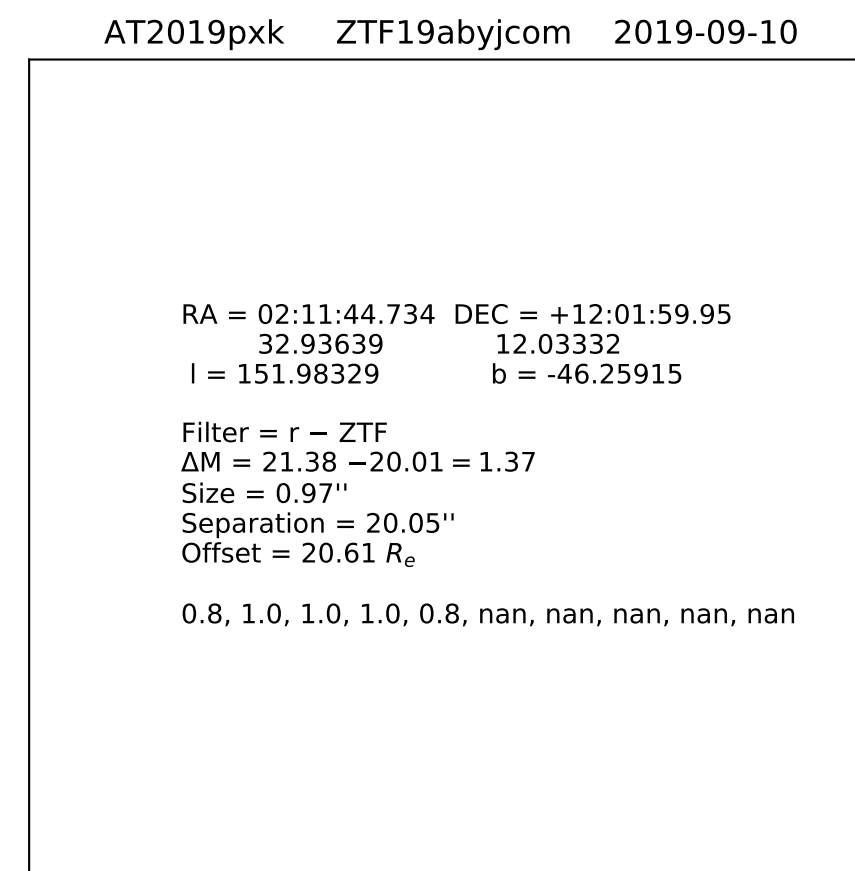 AT2019pxk ZTF19abyjcom 2019-09-10
RA = 02:11:44.734 DEC = +12:01:59.95
32.93639 12.03332
l = 151.98329 b = -46.25915
Filter = r − ZTF
ΔM = 21.38 −20.01 = 1.37
Size = 0.97''
Separation = 20.05''
Offset = 20.61 Re
0.8, 1.0, 1.0, 1.0, 0.8, nan, nan, nan, nan, nan